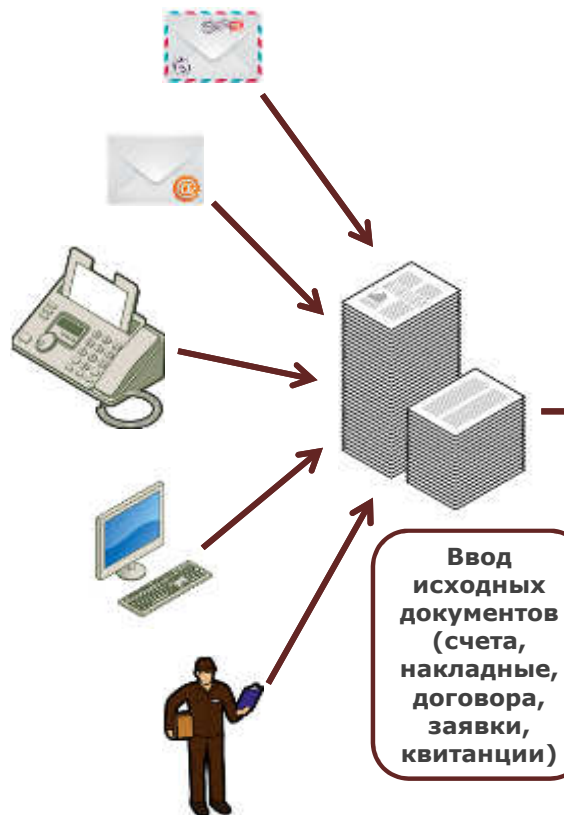 @
Ввод
исходных
документов
(счета,
накладные,
договора,
заявки,
квитанции)